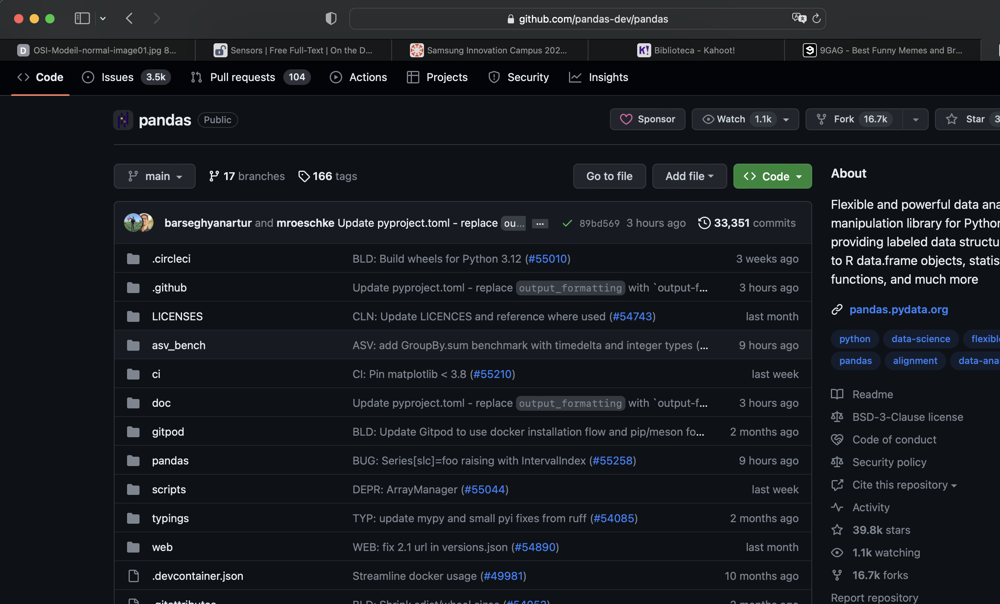 github.com/pandas-dev/pandas
D OSI-Modeil-normal-image01.jpg 8...
Sensors | Free Full-Text | On the D...
Samsung Innovation Campus 202...
K! Biblioteca - Kahoot!
9GAG - Best Funny Memes and Br...
Code
Issues 3.5k
Pull requests 104
Actions
Projects
Security
Insights
pandas Public
Sponsor
Watch 1.1k
Fork 16.7k
Star 3
main
17 branches
166 tags
Go to file
Add file
Code
barseghyanartur and mroeschke Update pyproject.toml - replace ou... ... 89bd569 3 hours ago 33,351 commits
.circleci BLD: Build wheels for Python 3.12 (#55010) 3 weeks ago
.github Update pyproject.toml - replace output_formatting with `output-f... 3 hours ago
LICENSES CLN: Update LICENCES and reference where used (#54743) last month
asv_bench ASV: add GroupBy.sum benchmark with timedelta and integer types (... 9 hours ago
ci CI: Pin matplotlib < 3.8 (#55210) last week
doc Update pyproject.toml - replace output_formatting with `output-f... 3 hours ago
gitpod BLD: Update Gitpod to use docker installation flow and pip/meson fo... 2 months ago
pandas BUG: Series[slc]=foo raising with IntervalIndex (#55258) 9 hours ago
scripts DEPR: ArrayManager (#55044) last week
typings TYP: update mypy and small pyi fixes from ruff (#54085) 2 months ago
web WEB: fix 2.1 url in versions.json (#54890) last month
.devcontainer.json Streamline docker usage (#49981) 10 months ago
.gitattributes BLD: Shrink sdist/wheel sizes (#54052) months ago
About
Flexible and powerful data ana
manipulation library for Python
providing labeled data structu
to R data.frame objects, statis
functions, and much more
pandas.pydata.org
python data-science flexible
pandas alignment data-anal
Readme
BSD-3-Clause license
Code of conduct
Security policy
Cite this repository
Activity
39.8k stars
1.1k watching
16.7k forks
Report repository